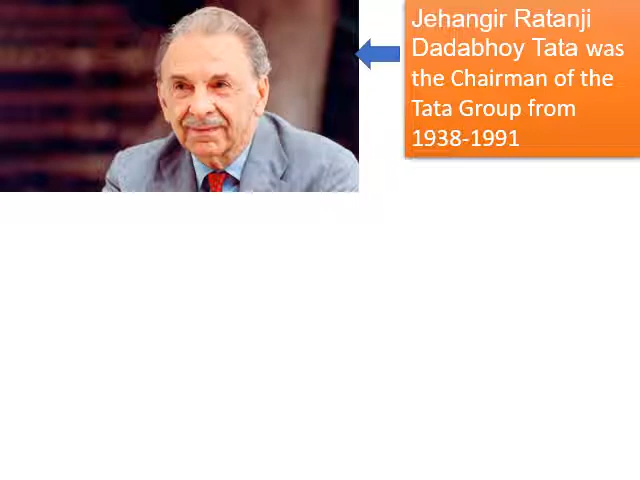 Jehangir Ratanji
Dadabhoy Tata was
the Chairman of the
Tata Group from
1938-1991